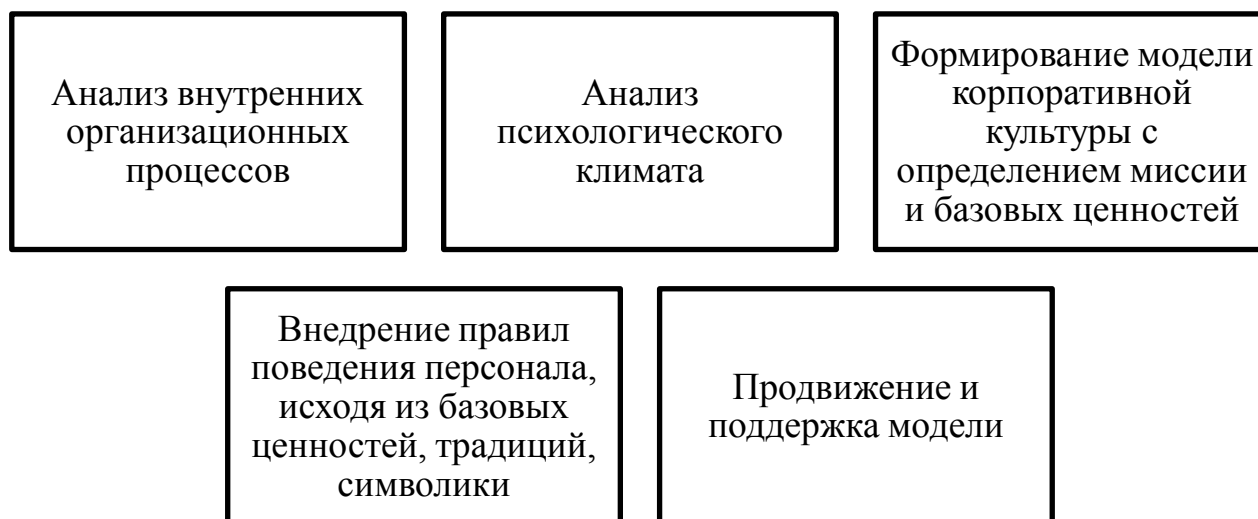 Анализ внутренних
организационных
процессов
Анализ
психологического
климата
Формирование модели
корпоративной
культуры с
определением миссии
и базовых ценностей
Внедрение правил
поведения персонала,
исходя из базовых
ценностей, традиций,
символики
Продвижение и
поддержка модели